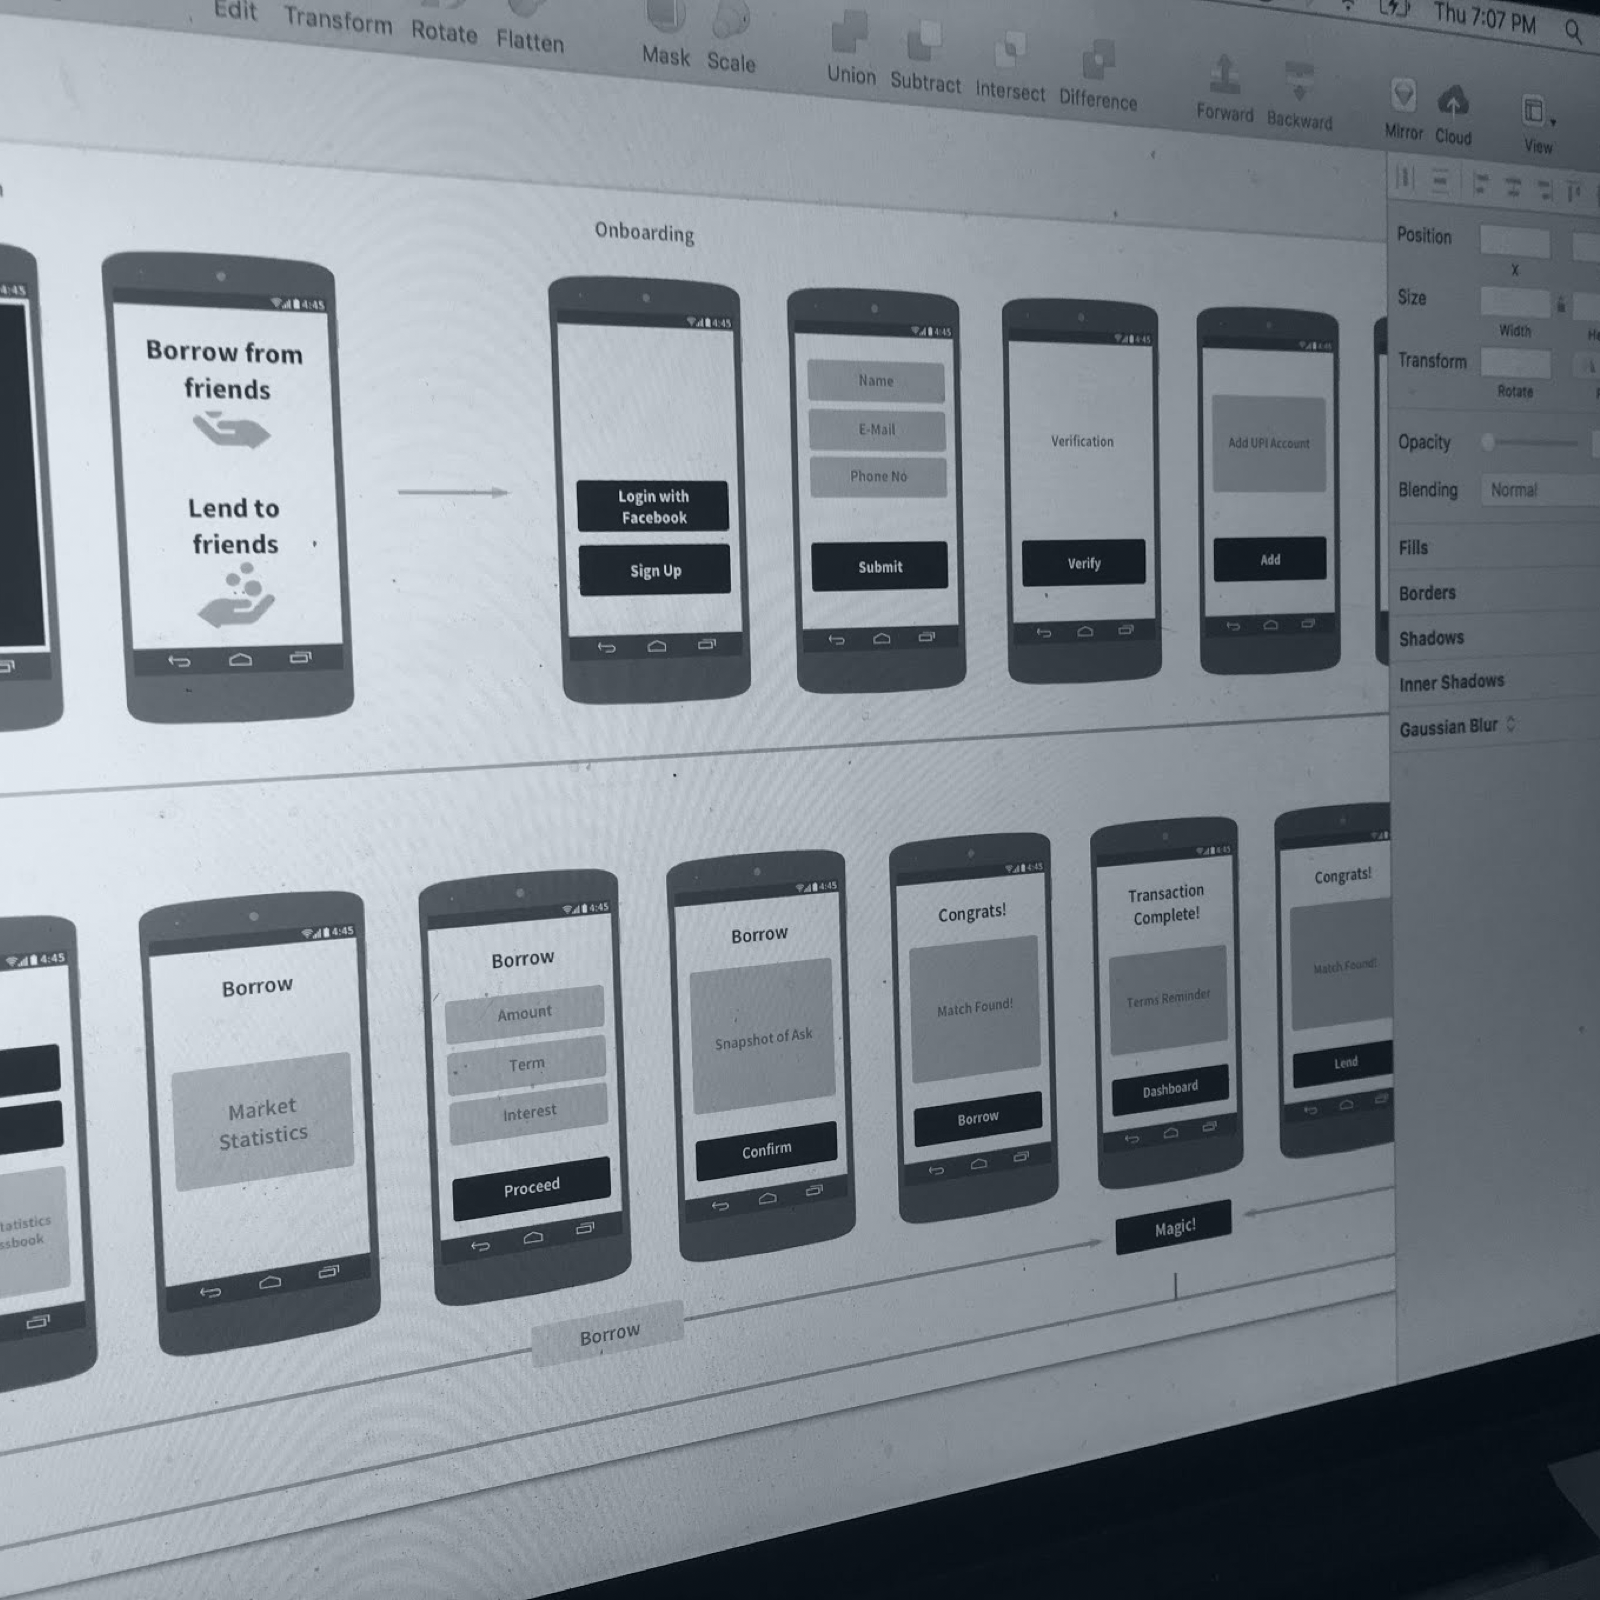 Thu 7:07 PM
Edit Transform Rotate Flatten Mask Scale Union Subtract Intersect Difference Forward Backward Mirror Cloud View
Onboarding
4:45
4:45
Borrow from
friends
Lend to
friends
4:45
Login with
Facebook
Sign Up
4:45
Name
E-Mail
Phone No
Submit
4:45
Verification
Verify
4:45
Add UPI Account
Add
Position
X
Size
Width
Transform
Rotate
Opacity
Blending Normal
Fills
Borders
Shadows
Inner Shadows
Gaussian Blur
4:45
tatistics
ssbook
4:45
Borrow
Market
Statistics
4:45
Borrow
Amount
Term
Interest
Proceed
4:45
Borrow
Snapshot of Ask
Confirm
4:45
Congrats!
Match Found!
Borrow
4:45
Transaction
Complete!
Terms Reminder
Dashboard
Congrats!
Match Found!
Lend
Magic!
Borrow